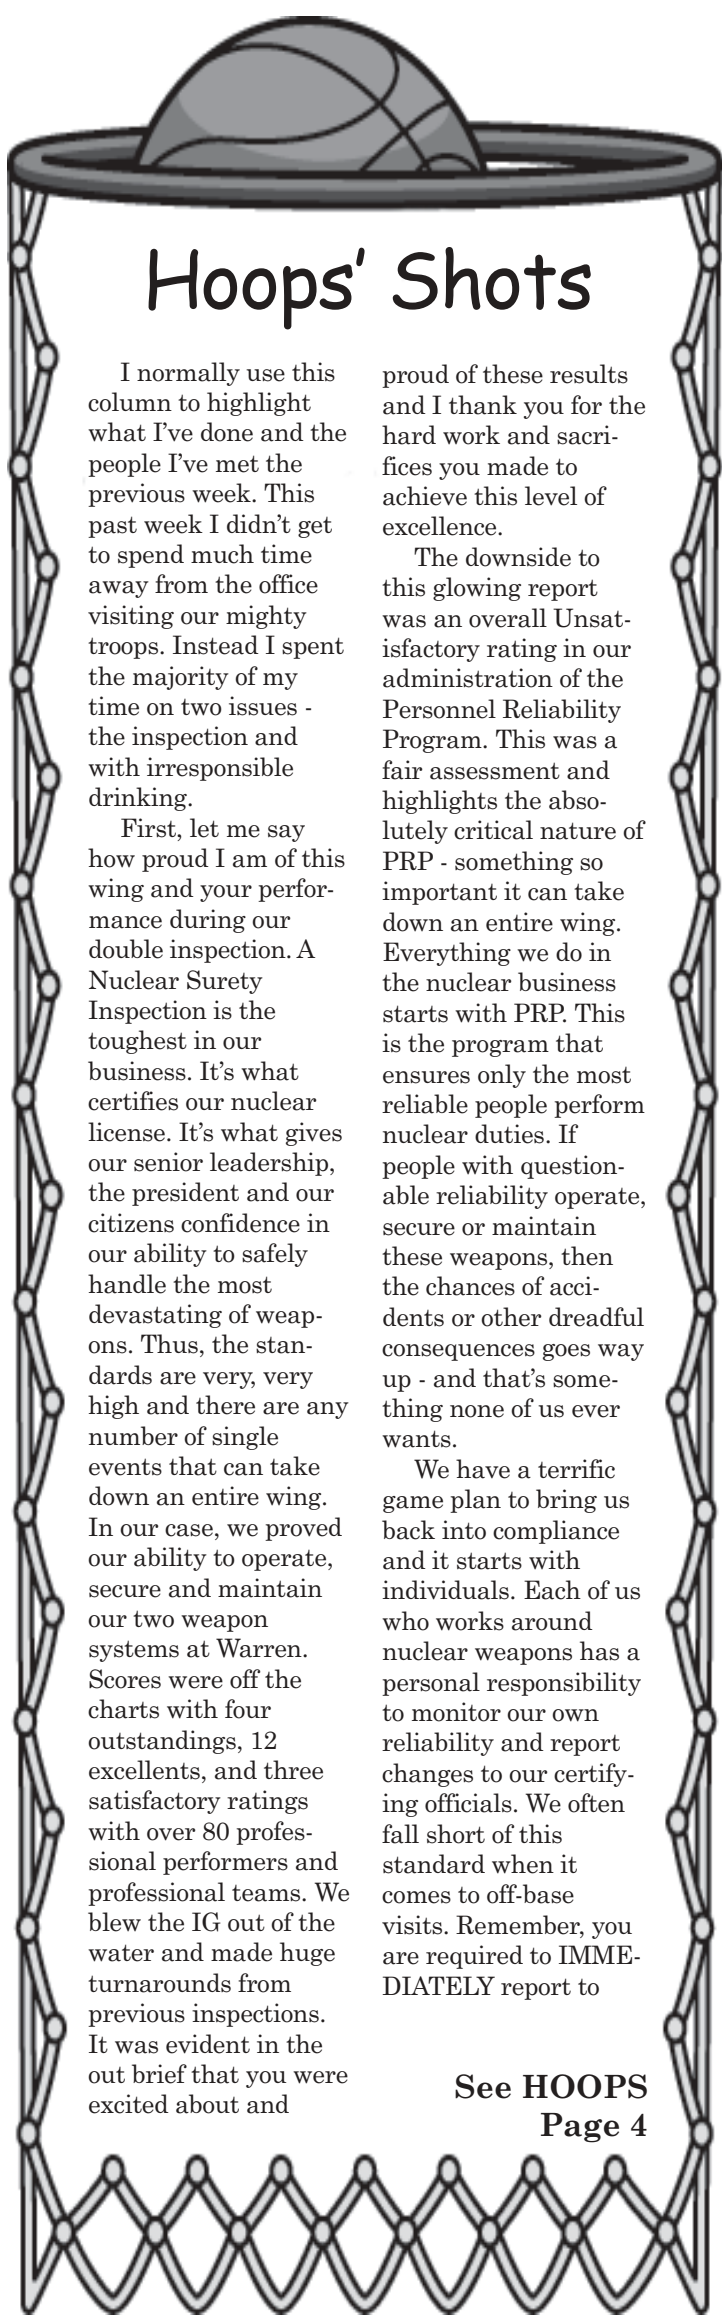 Hoops' Shots
I normally use this
column to highlight
what I've done and the
people I've met the
previous week. This
past week I didn't get
to spend much time
away from the office
visiting our mighty
troops. Instead I spent
the majority of my
time on two issues -
the inspection and
with irresponsible
drinking.
First, let me say
how proud I am of this
wing and your perfor-
mance during our
double inspection. A
Nuclear Surety
Inspection is the
toughest in our
business. It's what
certifies our nuclear
license. It's what gives
our senior leadership,
the president and our
citizens confidence in
our ability to safely
handle the most
devastating of weap-
ons. Thus, the stan-
dards are very, very
high and there are any
number of single
events that can take
down an entire wing.
In our case, we proved
our ability to operate,
secure and maintain
our two weapon
systems at Warren.
Scores were off the
charts with four
outstandings, 12
excellents, and three
satisfactory ratings
with over 80 profes-
sional performers and
professional teams. We
blew the IG out of the
water and made huge
turnarounds from
previous inspections.
It was evident in the
out brief that you were
excited about and
proud of these results
and I thank you for the
hard work and sacri-
fices you made to
achieve this level of
excellence.
The downside to
this glowing report
was an overall Unsat-
isfactory rating in our
administration of the
Personnel Reliability
Program. This was a
fair assessment and
highlights the abso-
lutely critical nature of
PRP - something so
important it can take
down an entire wing.
Everything we do in
the nuclear business
starts with PRP. This
is the program that
ensures only the most
reliable people perform
nuclear duties. If
people with question-
able reliability operate,
secure or maintain
these weapons, then
the chances of acci-
dents or other dreadful
consequences goes way
up - and that's some-
thing none of us ever
wants.
We have a terrific
game plan to bring us
back into compliance
and it starts with
individuals. Each of us
who works around
nuclear weapons has a
personal responsibility
to monitor our own
reliability and report
changes to our certify-
ing officials. We often
fall short of this
standard when it
comes to off-base
visits. Remember, you
are required to IMME-
DIATELY report to
See HOOPS
Page 4